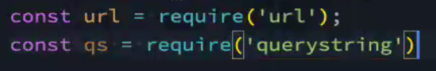 const url = require('url');
const qs = require('querystring')